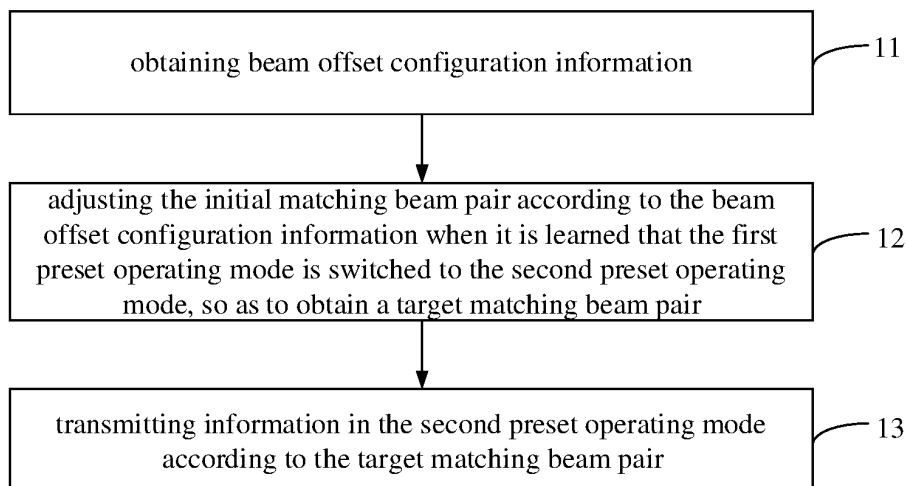 obtaining beam offset configuration information
11
adjusting the initial matching beam pair according to the beam
offset configuration information when it is learned that the first
preset operating mode is switched to the second preset operating
mode, so as to obtain a target matching beam pair
12
transmitting information in the second preset operating mode
according to the target matching beam pair
13